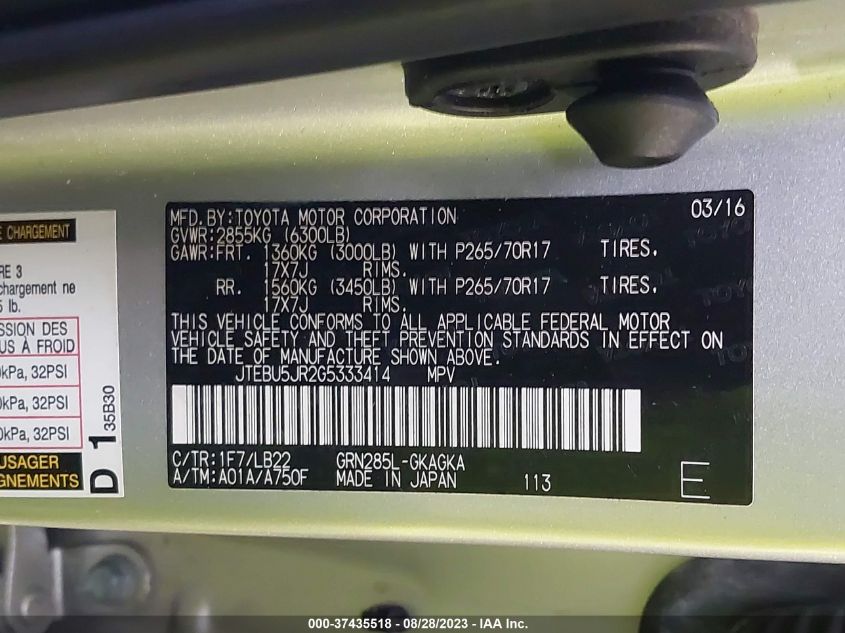 E CHARGEMENT
RE 3
chargement ne
5 lb.
SSION DES
US À FROID
0kPa, 32PSI
0kPa, 32PSI
0kPa, 32PSI
USAGER
GNEMENTS
D 1 35B30
MFD.BY:TOYOTA MOTOR CORPORATION 03/16
GVWR:2855KG (6300LB)
GAWR:FRT. 1360KG (3000LB) WITH P265/70R17 TIRES.
17X7J RIMS.
RR. 1560KG (3450LB) WITH P265/70R17 TIRES.
17X7J RIMS.
THIS VEHICLE CONFORMS TO ALL APPLICABLE FEDERAL MOTOR
VEHICLE SAFETY AND THEFT PREVENTION STANDARDS IN EFFECT ON
THE DATE OF MANUFACTURE SHOWN ABOVE.
JTEBU5JR2G5333414 MPV
C/TR:1F7/LB22 GRN285L-GKAGKA
A/TM:A01A/A750F MADE IN JAPAN 113 E
000-37435518 - 08/28/2023 - IAA Inc.